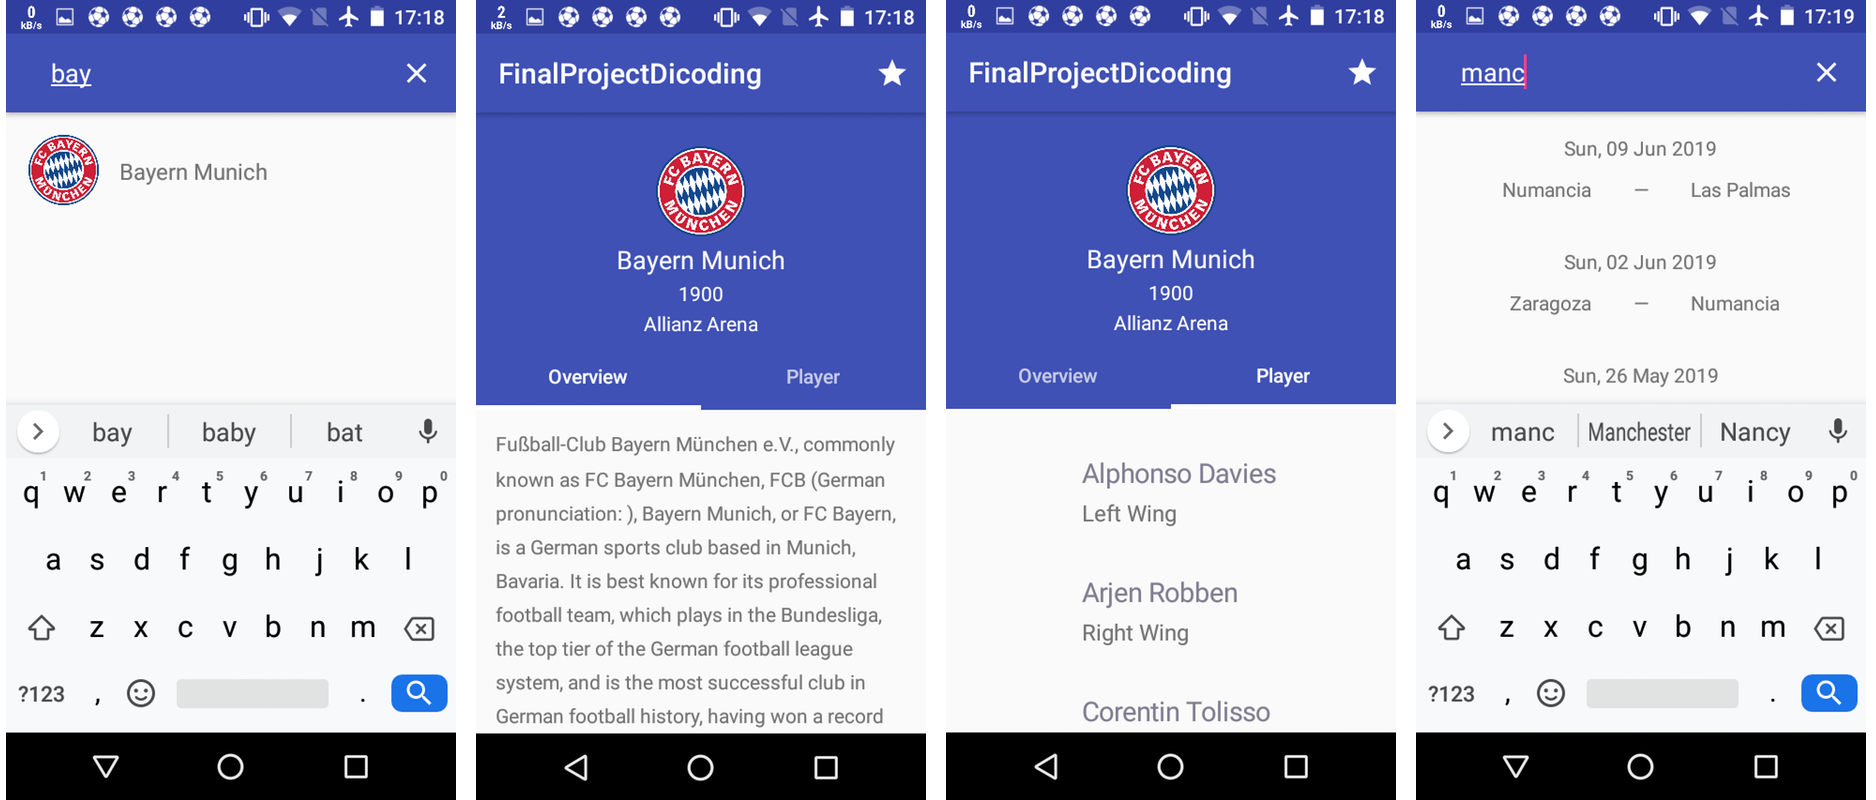 0
kB/s
17:18
bay
FC BAYERN
MÜNCHEN
Bayern Munich
bay
baby
bat
q1 w2 e3 r4 t5 y6 u7 i8 o9 p0
a s d f g h j k l
z x c v b n m
?123 , .
2
kB/s
17:18
FinalProjectDicoding
FC BAYERN
MÜNCHEN
Bayern Munich
1900
Allianz Arena
Overview
Player
Fußball-Club Bayern München e.V., commonly
known as FC Bayern München, FCB (German
pronunciation: ), Bayern Munich, or FC Bayern,
is a German sports club based in Munich,
Bavaria. It is best known for its professional
football team, which plays in the Bundesliga,
the top tier of the German football league
system, and is the most successful club in
German football history, having won a record
0
kB/s
17:18
FinalProjectDicoding
FC BAYERN
MÜNCHEN
Bayern Munich
1900
Allianz Arena
Overview
Player
Alphonso Davies
Left Wing
Arjen Robben
Right Wing
Corentin Tolisso
0
kB/s
17:19
manc
Sun, 09 Jun 2019
Numancia – Las Palmas
Sun, 02 Jun 2019
Zaragoza – Numancia
Sun, 26 May 2019
manc
Manchester
Nancy
q1 w2 e3 r4 t5 y6 u7 i8 o9 p0
a s d f g h j k l
z x c v b n m
?123 , .